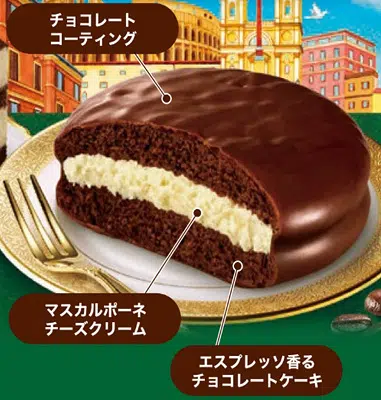 チョコレート
コーティング
マスカルポーネ
チーズクリーム
エスプレッソ香る
チョコレートケーキ